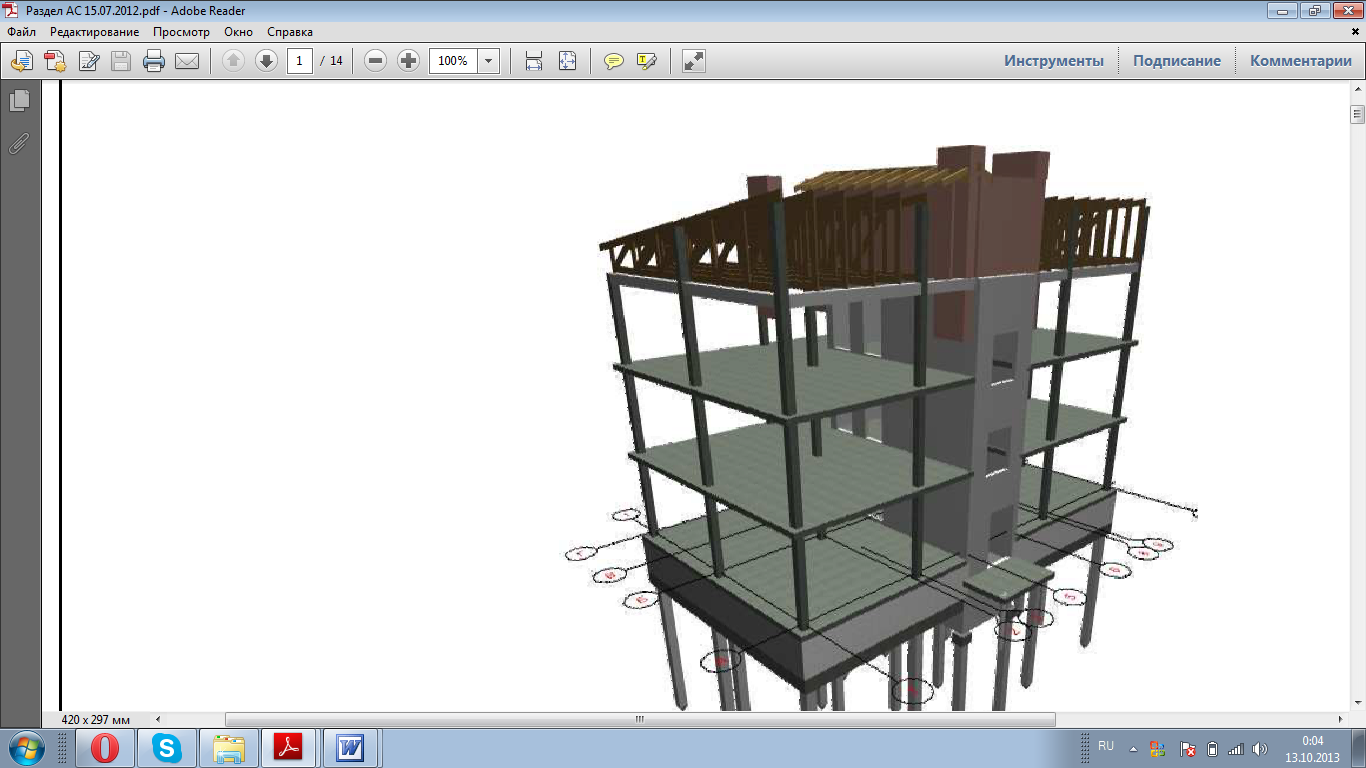 Раздел АС 15.07.2012.pdf - Adobe Reader
Файл Редактирование Просмотр Окно Справка
1 / 14 100% Инструменты Подписание Комментарии
420 x 297 мм
RU 0:04
13.10.2013